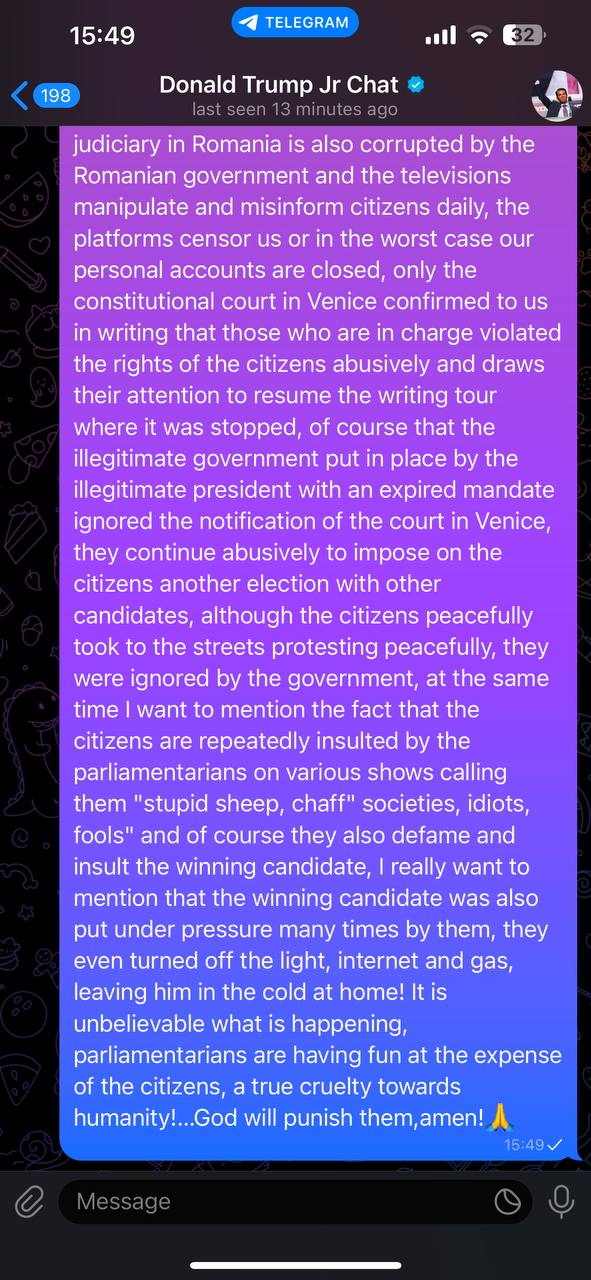 15:49
TELEGRAM
32
198
Donald Trump Jr Chat
last seen 13 minutes ago
judiciary in Romania is also corrupted by the
Romanian government and the televisions
manipulate and misinform citizens daily, the
platforms censor us or in the worst case our
personal accounts are closed, only the
constitutional court in Venice confirmed to us
in writing that those who are in charge violated
the rights of the citizens abusively and draws
their attention to resume the writing tour
where it was stopped, of course that the
illegitimate government put in place by the
illegitimate president with an expired mandate
ignored the notification of the court in Venice,
they continue abusively to impose on the
citizens another election with other
candidates, although the citizens peacefully
took to the streets protesting peacefully, they
were ignored by the government, at the same
time I want to mention the fact that the
citizens are repeatedly insulted by the
parliamentarians on various shows calling
them "stupid sheep, chaff" societies, idiots,
fools" and of course they also defame and
insult the winning candidate, I really want to
mention that the winning candidate was also
put under pressure many times by them, they
even turned off the light, internet and gas,
leaving him in the cold at home! It is
unbelievable what is happening,
parliamentarians are having fun at the expense
of the citizens, a true cruelty towards
humanity!...God will punish them,amen!🙏
15:49
Message